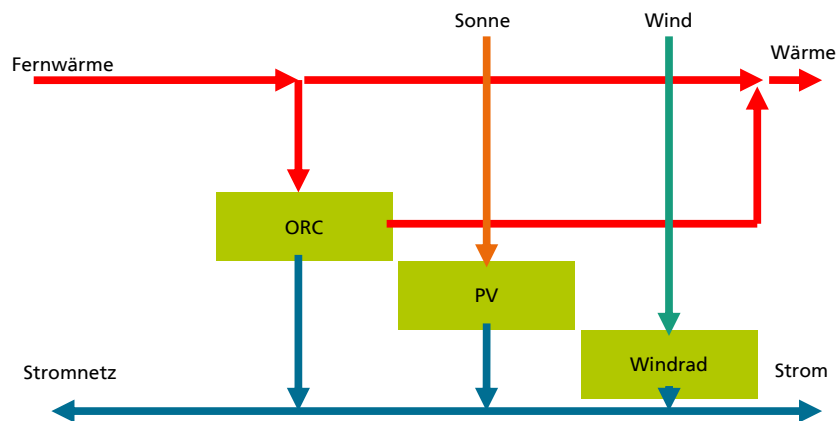 Sonne
Wind
Fernwärme
Wärme
ORC
PV
Windrad
Stromnetz
Strom